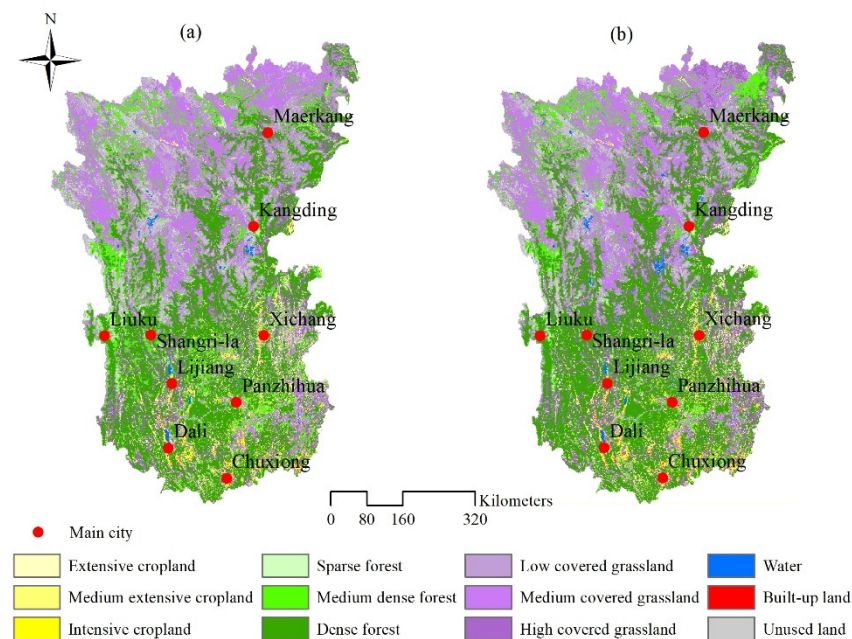 N
(a)
(b)
Maerkang
Maerkang
Kangding
Kangding
Liuku
Shangri-la
Xichang
Liuku
Shangri-la
Xichang
Lijiang
Panzhihua
Lijiang
Panzhihua
Dali
Dali
Chuxiong
Chuxiong
Kilometers
0 80 160 320
Main city
Extensive cropland
Sparse forest
Low covered grassland
Water
Medium extensive cropland
Medium dense forest
Medium covered grassland
Built-up land
Intensive cropland
Dense forest
High covered grassland
Unused land